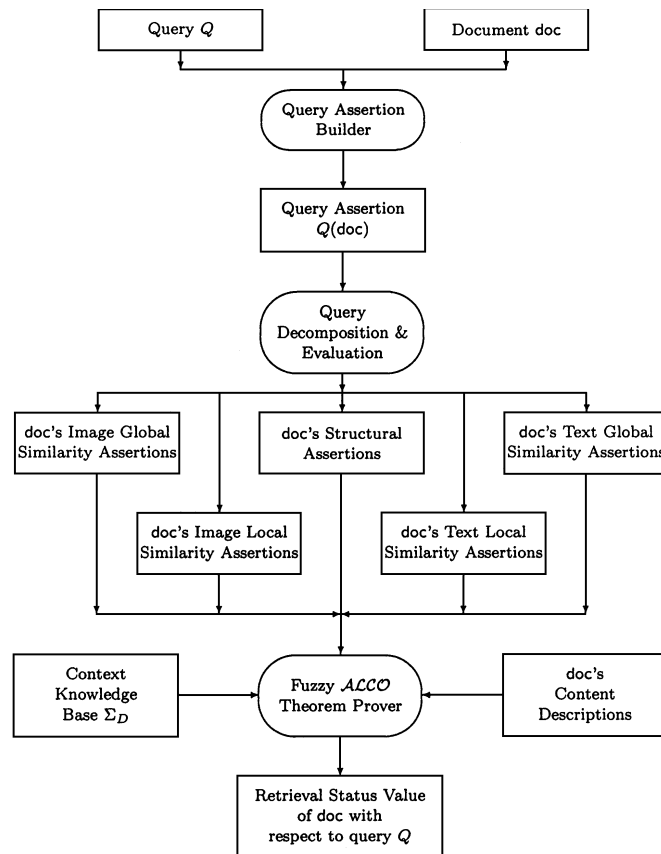 Query Q
Document doc
Query Assertion
Builder
Query Assertion
Q(doc)
Query
Decomposition &
Evaluation
doc's Image Global
Similarity Assertions
doc's Structural
Assertions
doc's Text Global
Similarity Assertions
doc's Image Local
Similarity Assertions
doc's Text Local
Similarity Assertions
Context
Knowledge
Base Σ_D
Fuzzy 𝒜ℒ𝒞𝒪
Theorem Prover
doc's
Content
Descriptions
Retrieval Status Value
of doc with
respect to query Q